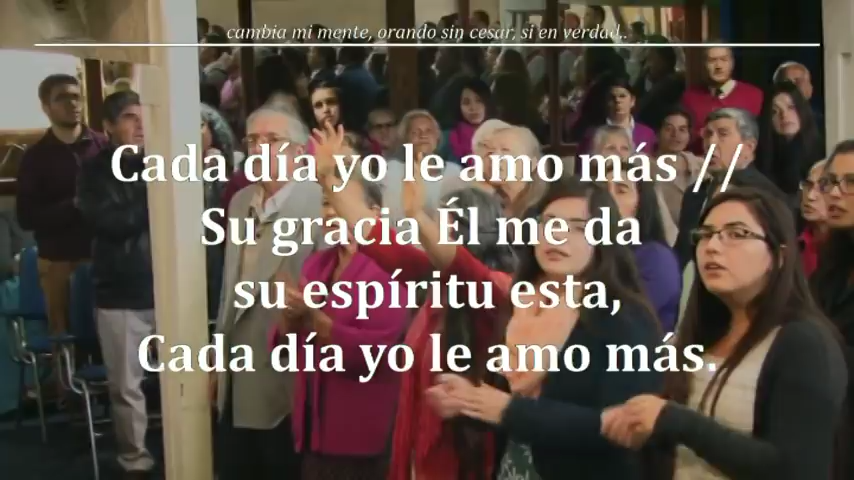 cambia mi mente, orando sin cesar, si en verdad..
Cada día yo le amo más //
Su gracia Él me da
su espíritu esta,
Cada día yo le amo más.